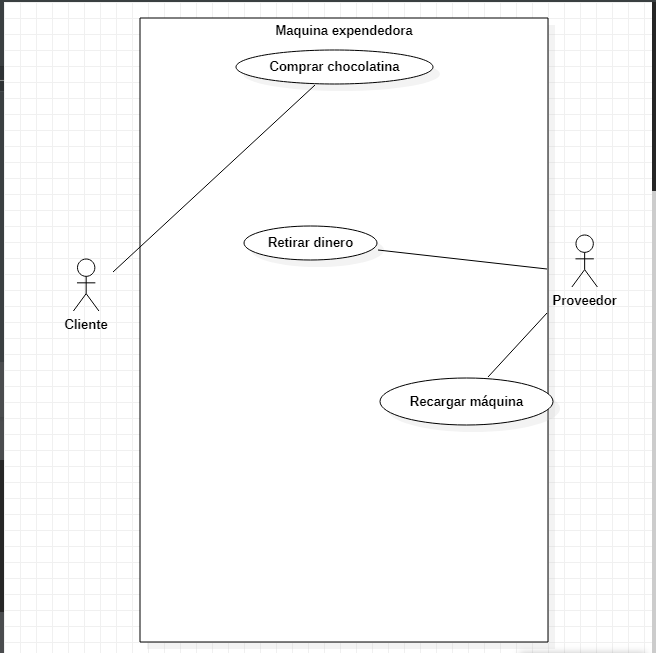 Maquina expendedora
Comprar chocolatina
Retirar dinero
Cliente
Proveedor
Recargar máquina